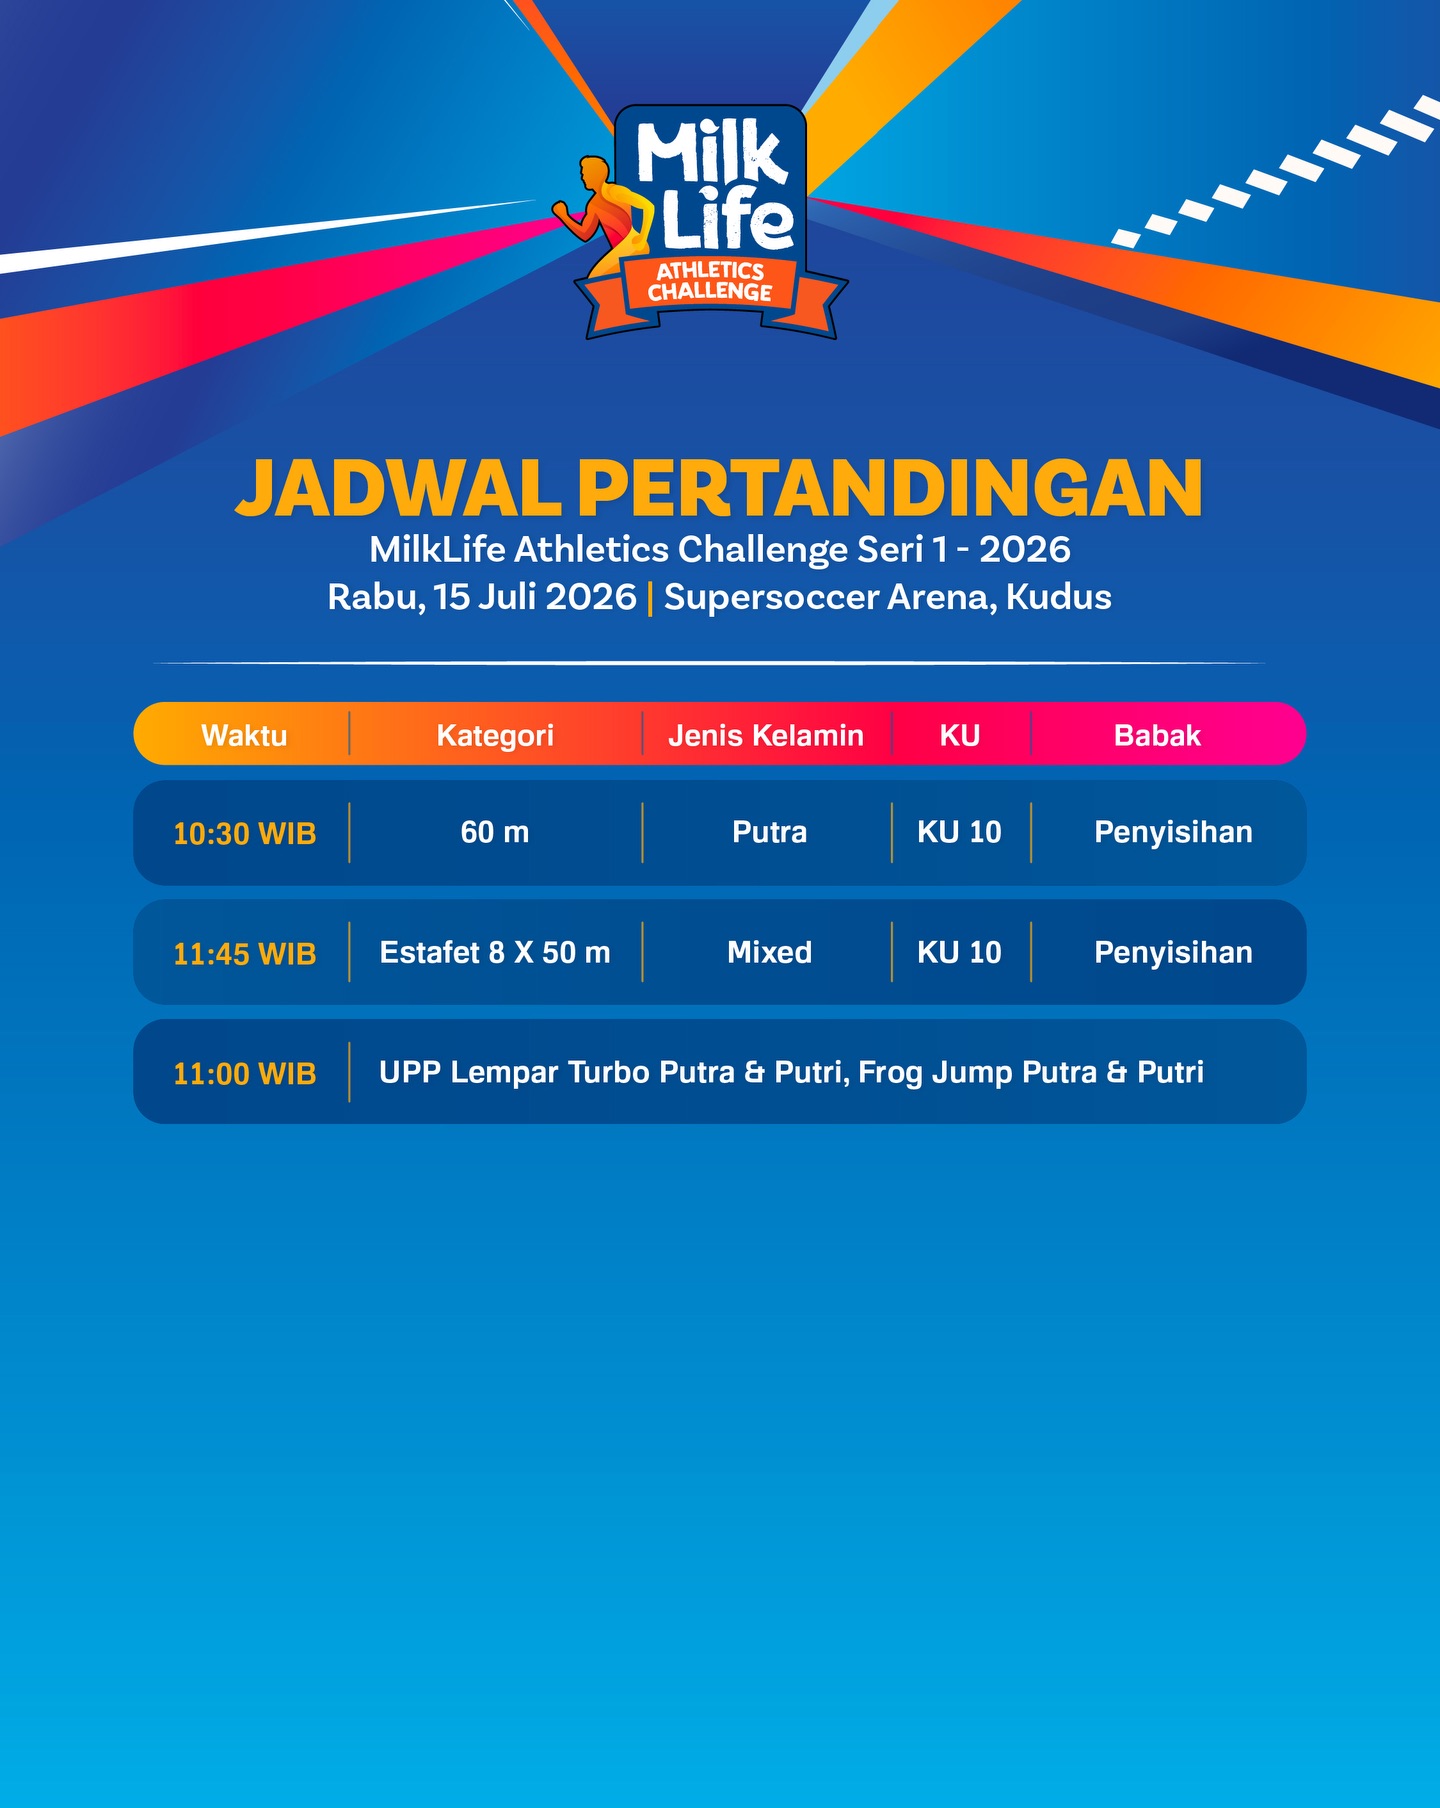 Milk
Life
ATHLETICS
CHALLENGE
JADWAL PERTANDINGAN
MilkLife Athletics Challenge Seri 1 - 2026
Rabu, 15 Juli 2026 | Supersoccer Arena, Kudus
Waktu Kategori Jenis Kelamin KU Babak
10:30 WIB 60 m Putra KU 10 Penyisihan
11:45 WIB Estafet 8 X 50 m Mixed KU 10 Penyisihan
11:00 WIB UPP Lempar Turbo Putra & Putri, Frog Jump Putra & Putri